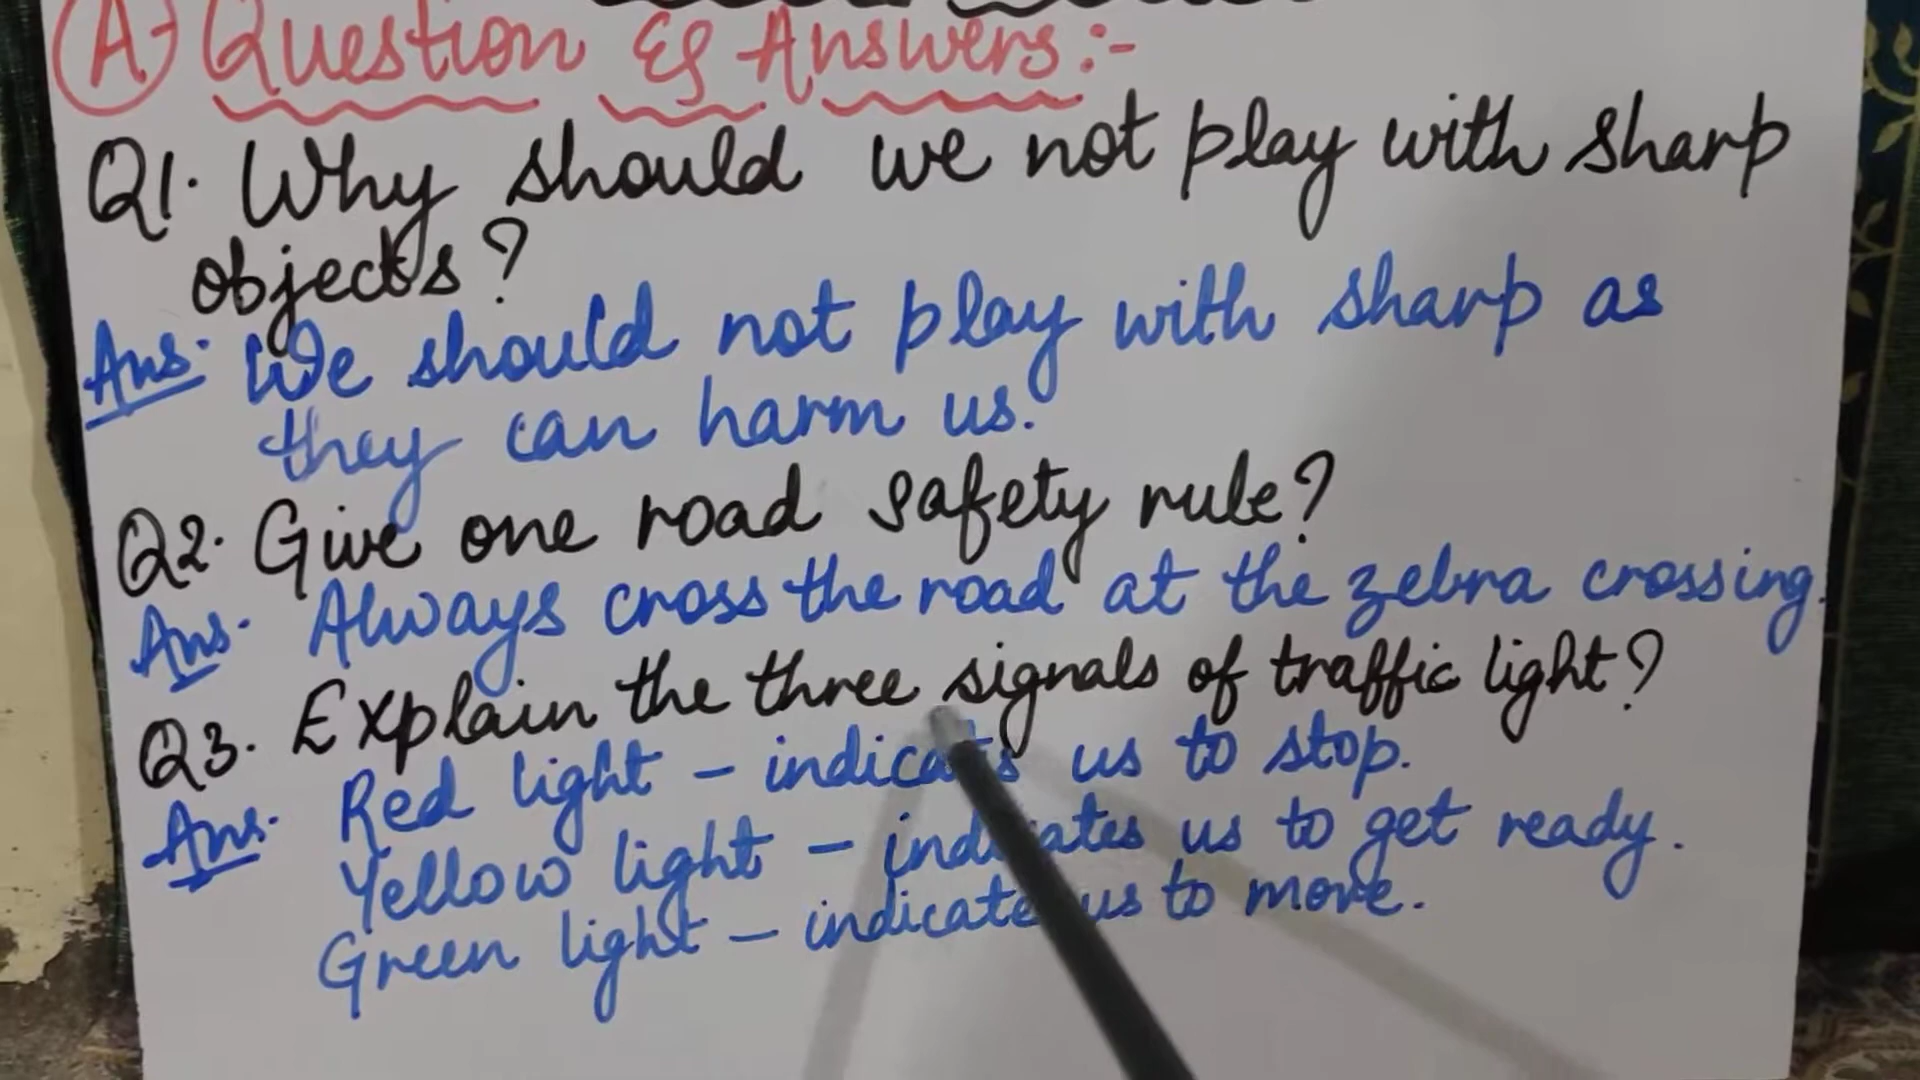 (A) Question & Answers:-
Q1. Why should we not play with sharp
objects?
Ans. We should not play with sharp as
they can harm us.
Q2. Give one road safety rule?
Ans. Always cross the road at the zebra crossing.
Q3. Explain the three signals of traffic light?
Ans. Red light - us to stop.
Yellow light - indicates us to get ready.
Green light - indicates us to move.